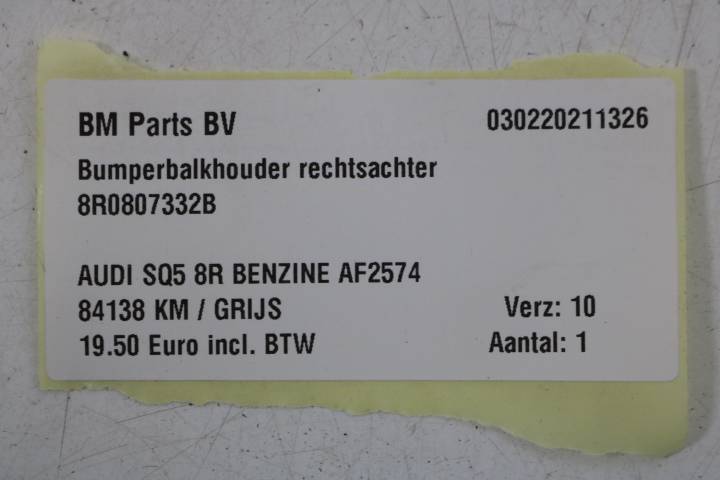 BM Parts BV 030220211326
Bumperbalkhouder rechtsachter
8R0807332B
AUDI SQ5 8R BENZINE AF2574
84138 KM / GRIJS Verz: 10
19.50 Euro incl. BTW Aantal: 1